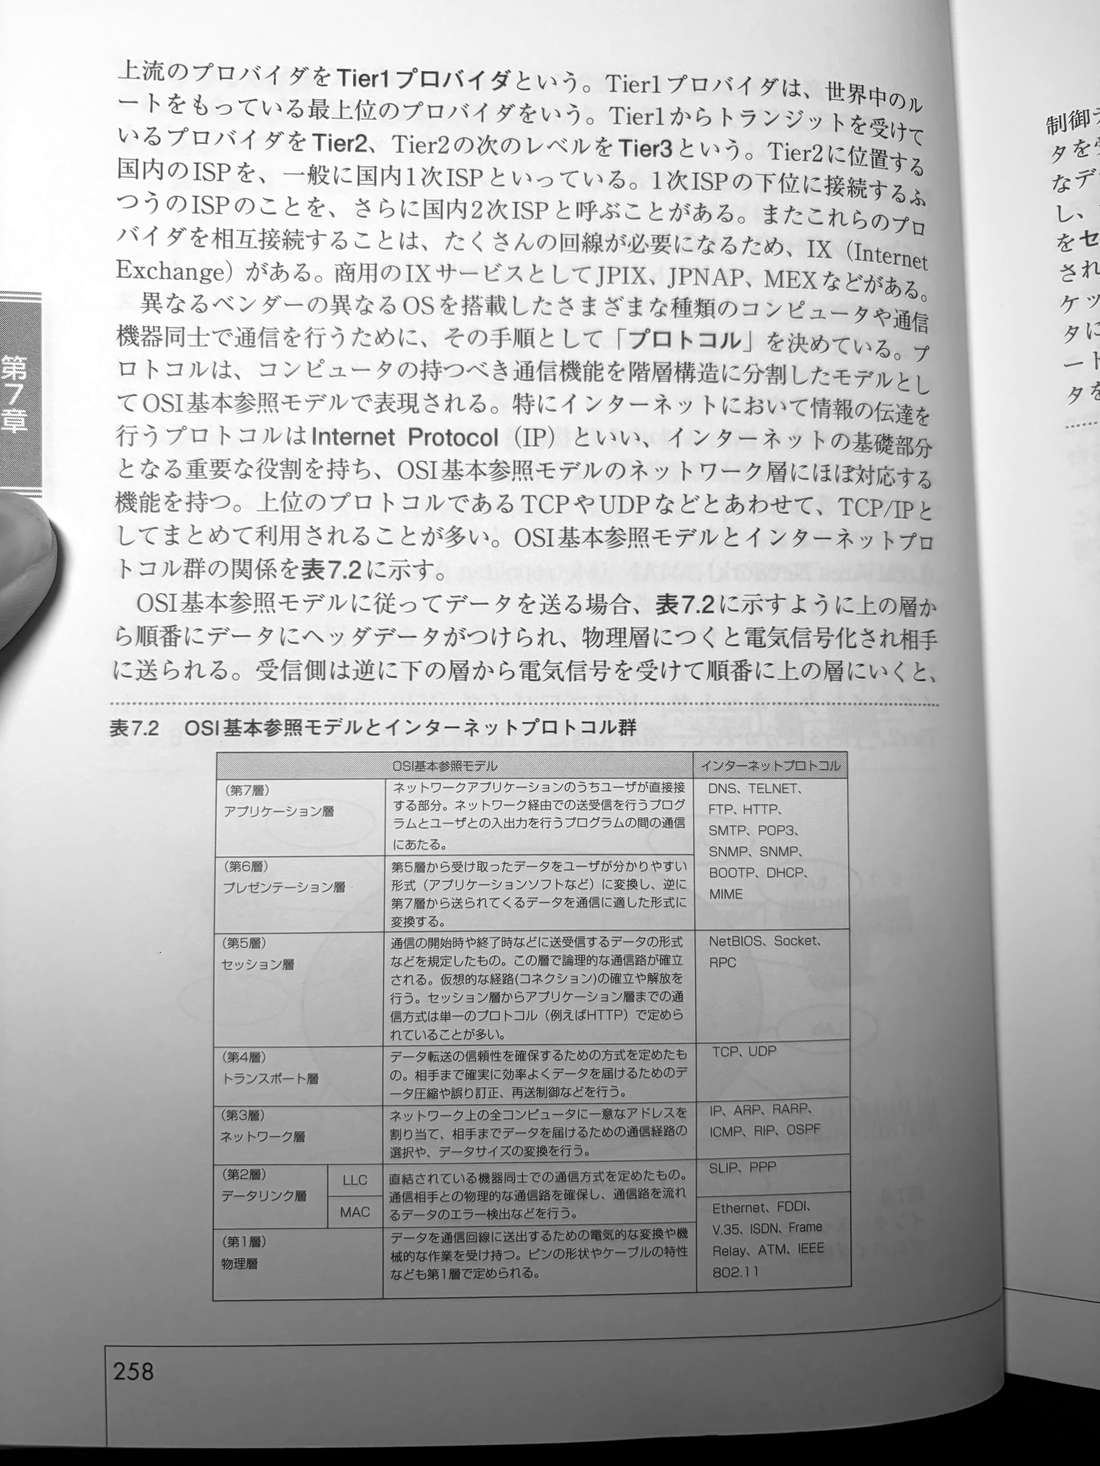 上流のプロバイダをTier1プロバイダという。Tier1プロバイダは、世界中のル
ートをもっている最上位のプロバイダをいう。Tier1からトランジットを受けて
いるプロバイダをTier2、Tier2の次のレベルをTier3という。Tier2に位置する
国内のISPを、一般に国内1次ISPといっている。1次ISPの下位に接続するふ
つうのISPのことを、さらに国内2次ISPと呼ぶことがある。またこれらのプロ
バイダを相互接続することは、たくさんの回線が必要になるため、IX（Internet
Exchange）がある。商用のIXサービスとしてJPIX、JPNAP、MEXなどがある。
異なるベンダーの異なるOSを搭載したさまざまな種類のコンピュータや通信
機器同士で通信を行うために、その手順として「プロトコル」を決めている。プ
ロトコルは、コンピュータの持つべき通信機能を階層構造に分割したモデルとし
てOSI基本参照モデルで表現される。特にインターネットにおいて情報の伝達を
行うプロトコルはInternet Protocol（IP）といい、インターネットの基礎部分
となる重要な役割を持ち、OSI基本参照モデルのネットワーク層にほぼ対応する
機能を持つ。上位のプロトコルであるTCPやUDPなどとあわせて、TCP/IPと
してまとめて利用されることが多い。OSI基本参照モデルとインターネットプロ
トコル群の関係を表7.2に示す。
OSI基本参照モデルに従ってデータを送る場合、表7.2に示すように上の層か
ら順番にデータにヘッダデータがつけられ、物理層につくと電気信号化され相手
に送られる。受信側は逆に下の層から電気信号を受けて順番に上の層にいくと、
第7章
表7.2 OSI基本参照モデルとインターネットプロトコル群
OSI基本参照モデル
インターネットプロトコル
（第7層）
アプリケーション層
ネットワークアプリケーションのうちユーザが直接接
する部分。ネットワーク経由での送受信を行うプログ
ラムとユーザとの入出力を行うプログラムの間の通信
にあたる。
DNS、TELNET、
FTP、HTTP、
SMTP、POP3、
SNMP、SNMP、
BOOTP、DHCP、
MIME
（第6層）
プレゼンテーション層
第5層から受け取ったデータをユーザが分かりやすい
形式（アプリケーションソフトなど）に変換し、逆に
第7層から送られてくるデータを通信に適した形式に
変換する。
（第5層）
セッション層
通信の開始時や終了時などに送受信するデータの形式
などを規定したもの。この層で論理的な通信路が確立
される。仮想的な経路(コネクション)の確立や解放を
行う。セッション層からアプリケーション層までの通
信方式は単一のプロトコル（例えばHTTP）で定めら
れていることが多い。
NetBIOS、Socket、
RPC
（第4層）
トランスポート層
データ転送の信頼性を確保するための方式を定めたも
の。相手まで確実に効率よくデータを届けるためのデ
ータ圧縮や誤り訂正、再送制御などを行う。
TCP、UDP
（第3層）
ネットワーク層
ネットワーク上の全コンピュータに一意なアドレスを
割り当て、相手までデータを届けるための通信経路の
選択や、データサイズの変換を行う。
IP、ARP、RARP、
ICMP、RIP、OSPF
（第2層）
データリンク層
LLC
MAC
直結されている機器同士での通信方式を定めたもの。
通信相手との物理的な通信路を確保し、通信路を流れ
るデータのエラー検出などを行う。
SLIP、PPP
（第1層）
物理層
データを通信回線に送出するための電気的な変換や機
械的な作業を受け持つ。ピンの形状やケーブルの特性
なども第1層で定められる。
Ethernet、FDDI、
V.35、ISDN、Frame
Relay、ATM、IEEE
802.11
258
制御
タを
なデ
し、
をセ
され
ケッ
タに
ート
タを